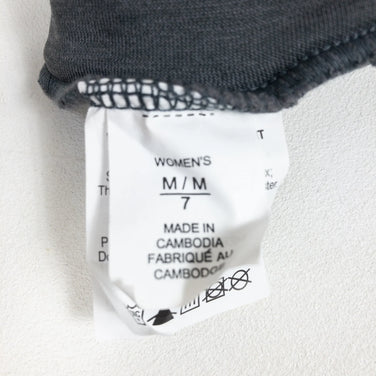 WOMEN'S
M/M
7
MADE IN
CAMBODIA
FABRIQUÉ AU
CAMBODGE